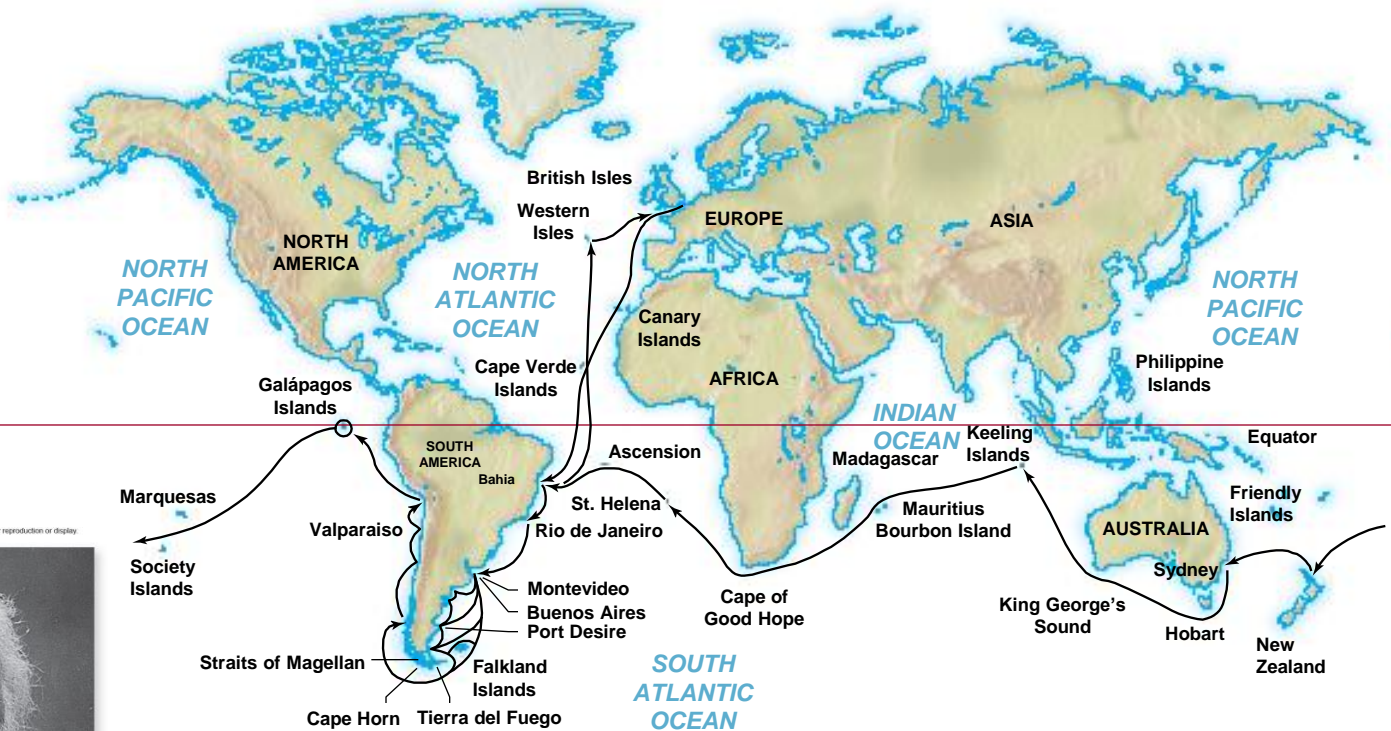 British Isles
Western
Isles
EUROPE
ASIA
NORTH
AMERICA
NORTH
PACIFIC
OCEAN
NORTH
ATLANTIC
OCEAN
NORTH
PACIFIC
OCEAN
Canary
Islands
Cape Verde
Islands
AFRICA
Philippine
Islands
Galápagos
Islands
INDIAN
OCEAN
Keeling
Islands
Equator
SOUTH
AMERICA
Bahia
Ascension
Madagascar
Marquesas
St. Helena
Friendly
Islands
Valparaiso
Rio de Janeiro
Mauritius
Bourbon Island
AUSTRALIA
reproduction or display.
Society
Islands
Sydney
Montevideo
Buenos Aires
Port Desire
Cape of
Good Hope
King George's
Sound
Hobart
New
Zealand
Straits of Magellan
Falkland
Islands
SOUTH
ATLANTIC
OCEAN
Cape Horn
Tierra del Fuego